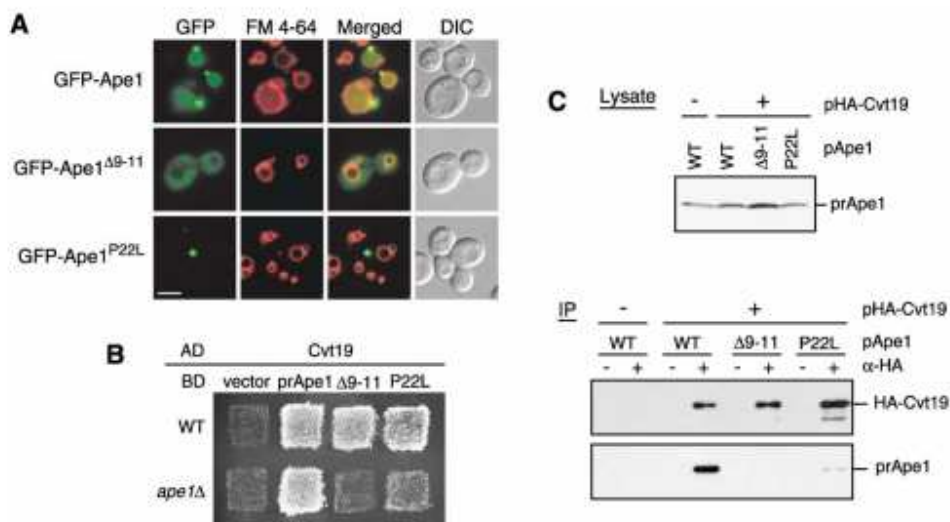 A
GFP FM 4-64 Merged DIC
GFP-Ape1
GFP-Ape1Δ9-11
GFP-Ape1P22L
B
AD Cvt19
BD vector prApe1 Δ9-11 P22L
WT
ape1Δ
C
Lysate - + pHA-Cvt19
WT WT Δ9-11 P22L pApe1
prApe1
IP - + pHA-Cvt19
WT WT Δ9-11 P22L pApe1
- + - + - + - + α-HA
HA-Cvt19
prApe1